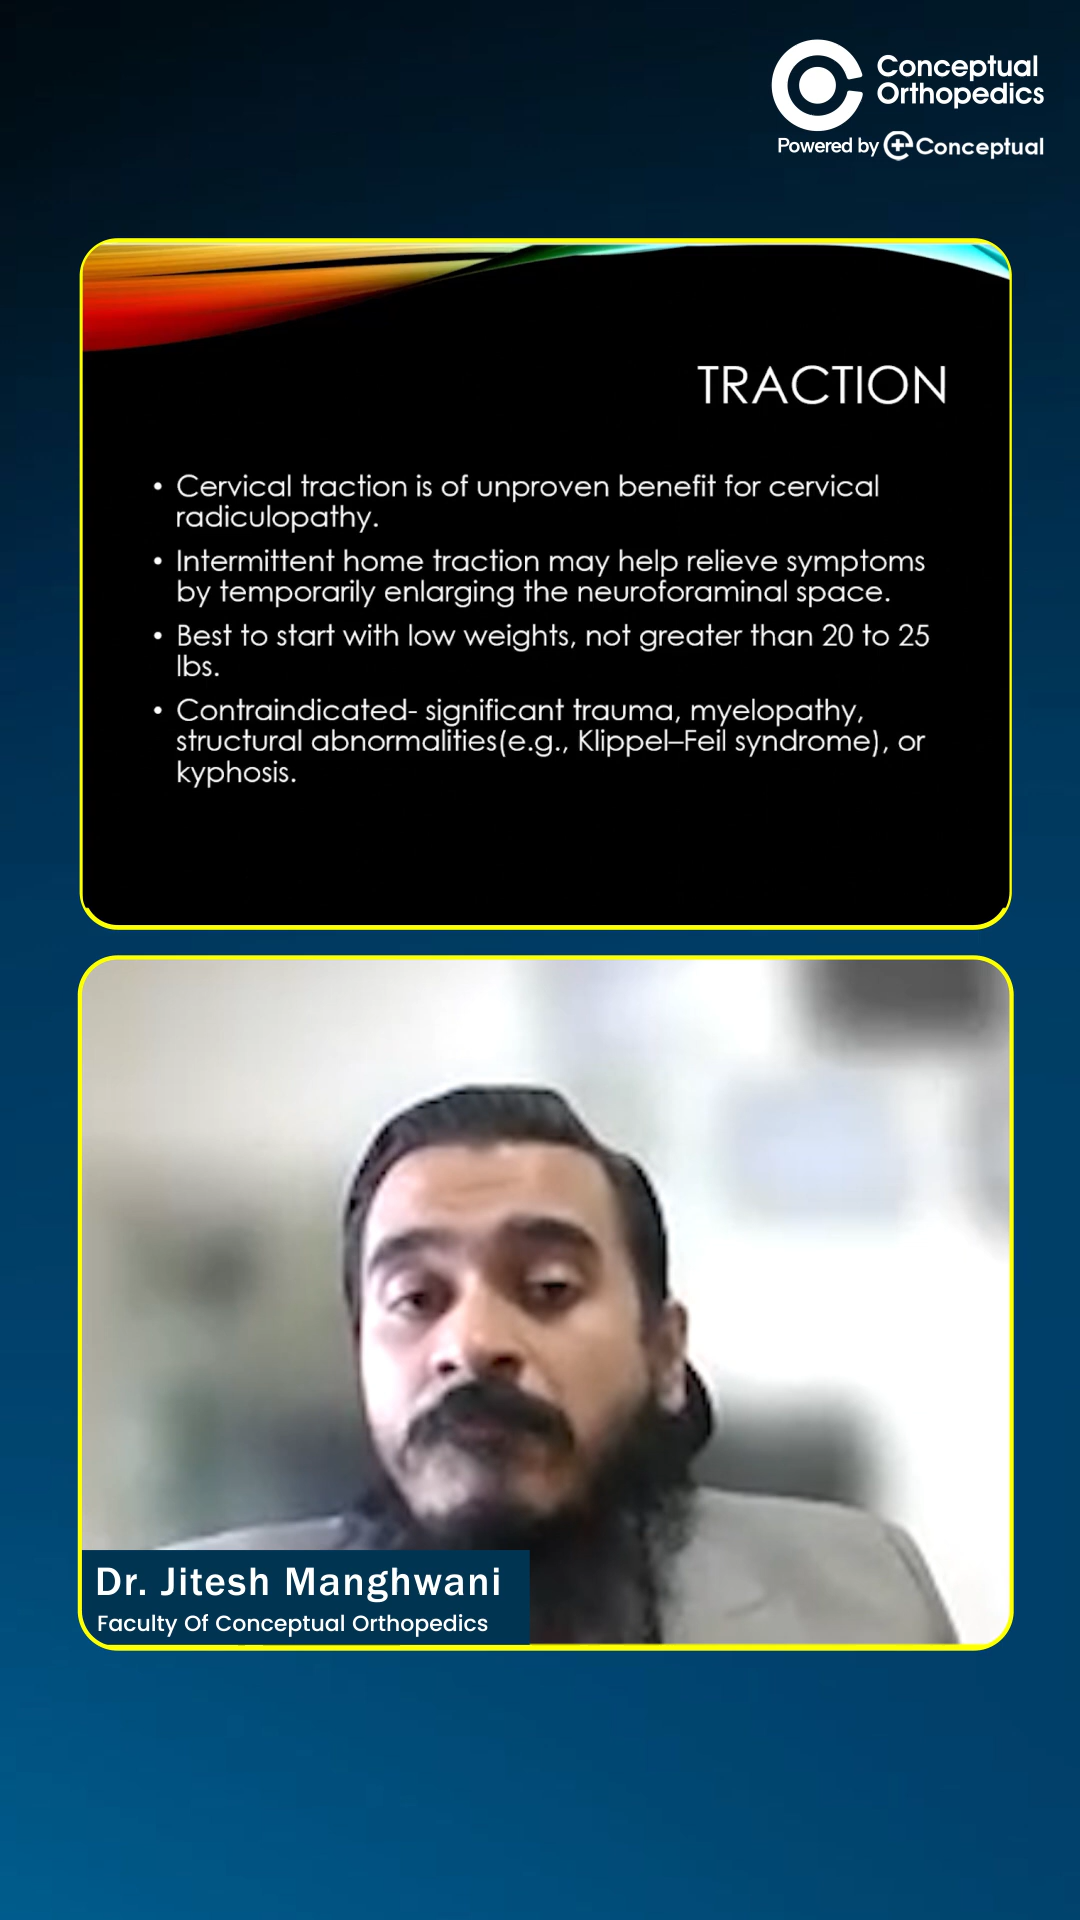 Conceptual
Orthopedics
Powered by Conceptual
TRACTION
• Cervical traction is of unproven benefit for cervical
radiculopathy.
• Intermittent home traction may help relieve symptoms
by temporarily enlarging the neuroforaminal space.
• Best to start with low weights, not greater than 20 to 25
lbs.
• Contraindicated- significant trauma, myelopathy,
structural abnormalities(e.g., Klippel–Feil syndrome), or
kyphosis.
Dr. Jitesh Manghwani
Faculty Of Conceptual Orthopedics